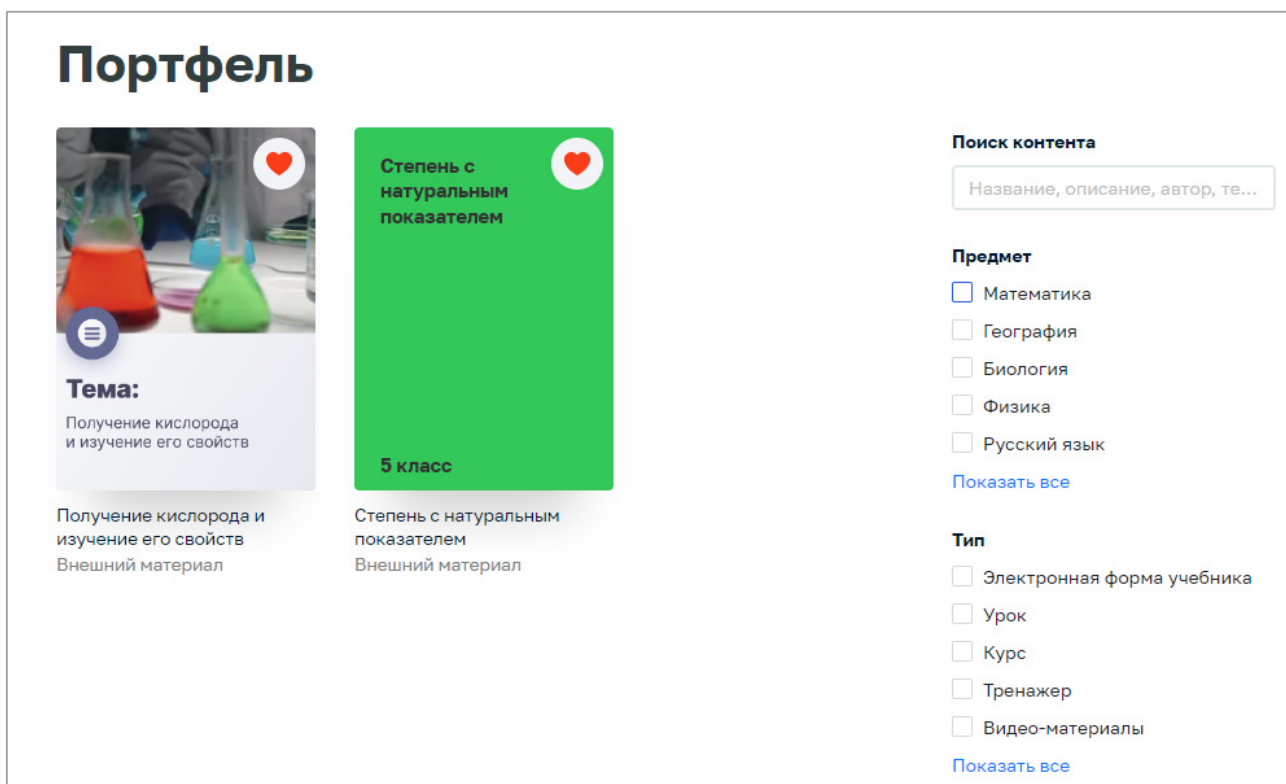 Портфель
Тема:
Получение кислорода
и изучение его свойств
Получение кислорода и
изучение его свойств
Внешний материал
Степень с
натуральным
показателем
5 класс
Степень с натуральным
показателем
Внешний материал
Поиск контента
Название, описание, автор, те...
Предмет
Математика
География
Биология
Физика
Русский язык
Показать все
Тип
Электронная форма учебника
Урок
Курс
Тренажер
Видео-материалы
Показать все